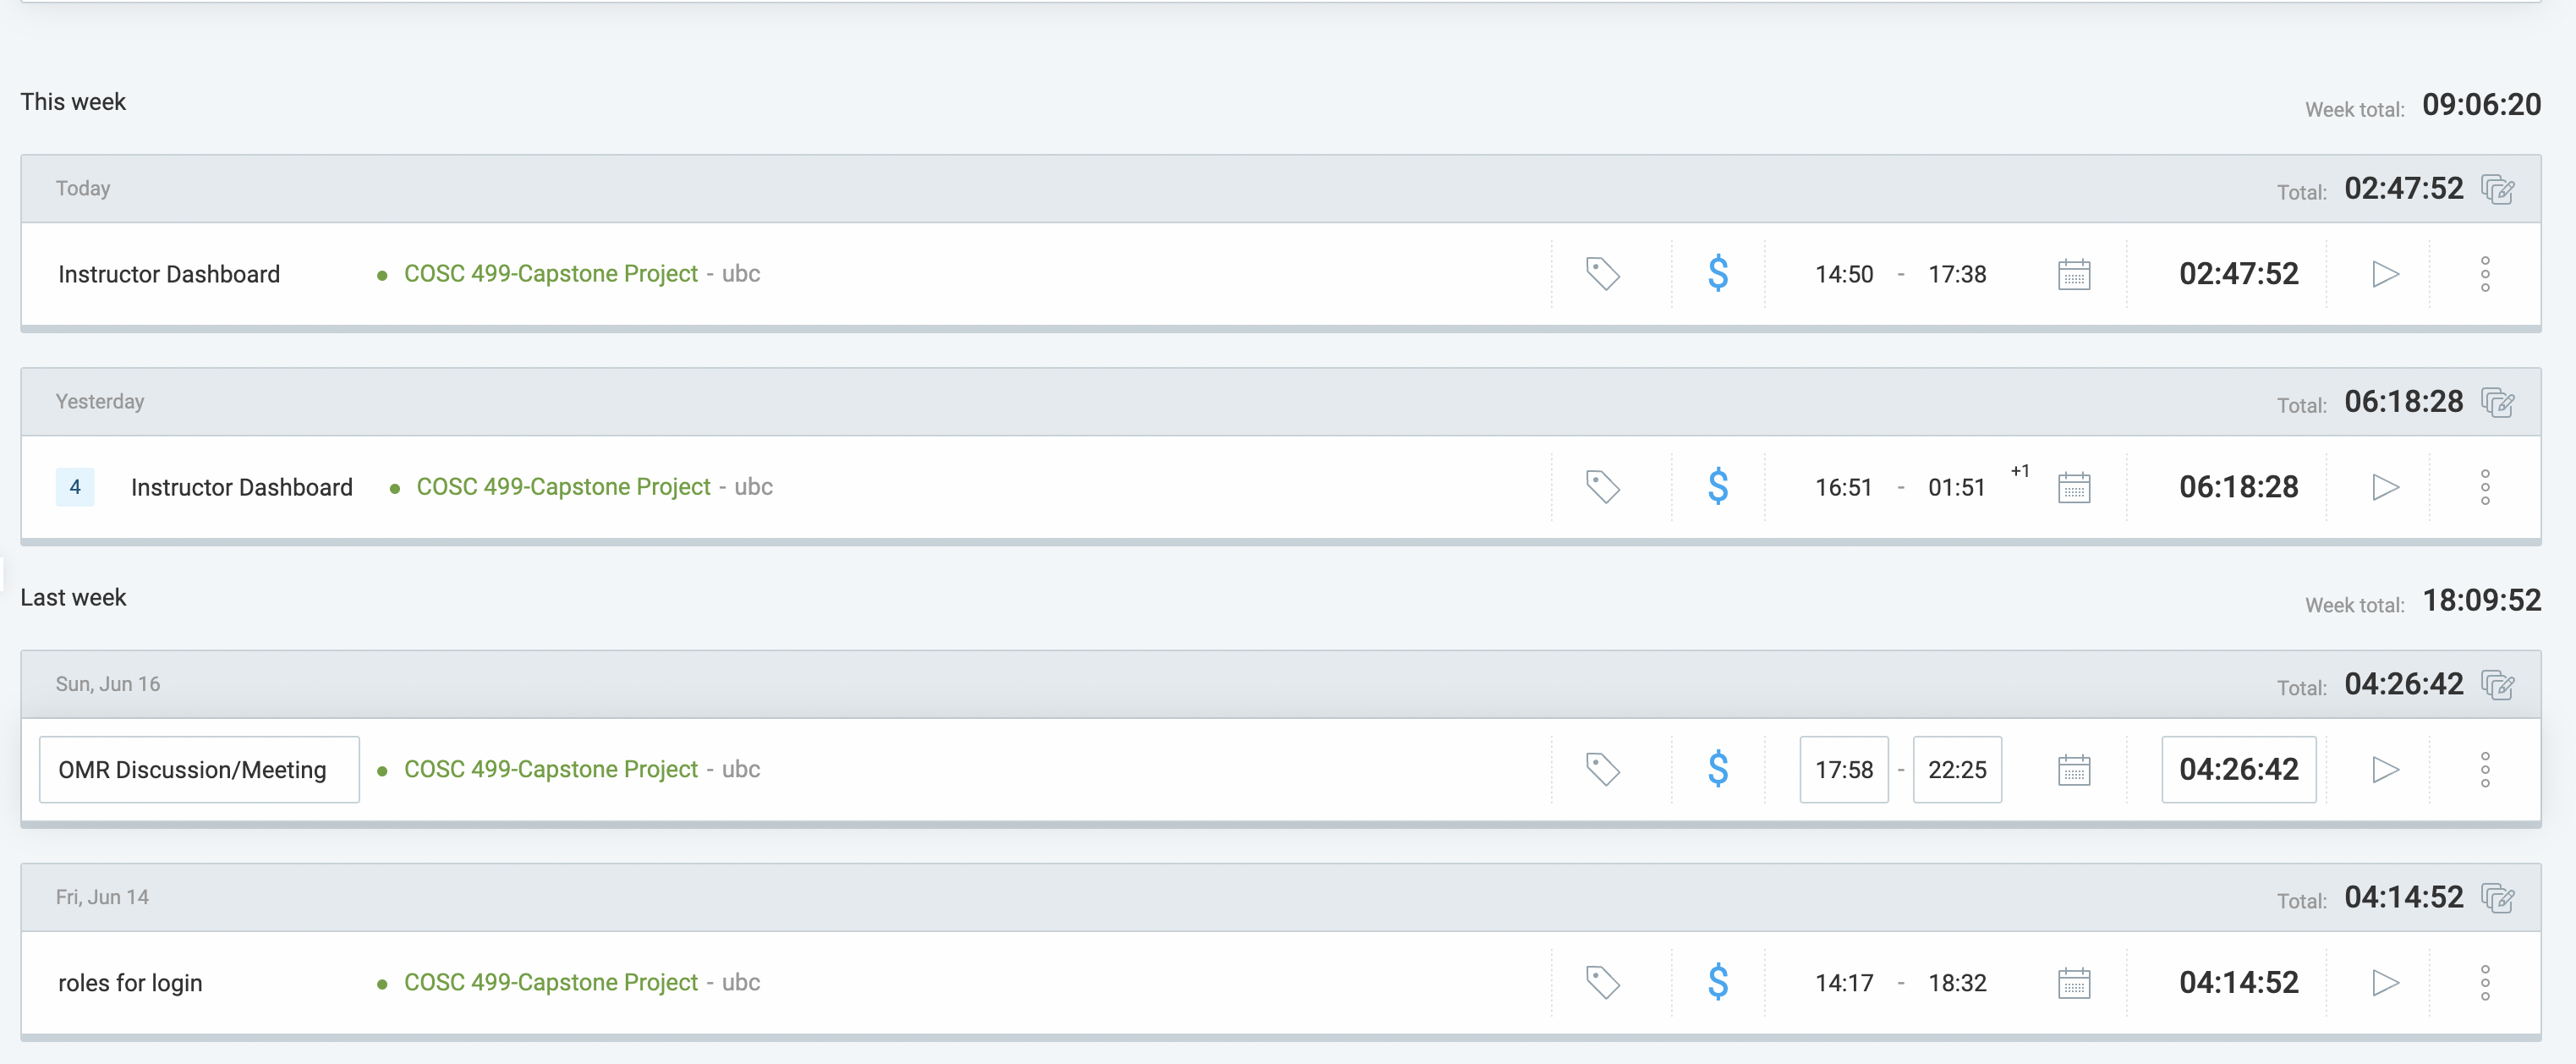 This week Week total: 09:06:20
Today Total: 02:47:52
Instructor Dashboard COSC 499-Capstone Project - ubc $ 14:50 - 17:38 02:47:52
Yesterday Total: 06:18:28
4 Instructor Dashboard COSC 499-Capstone Project - ubc $ 16:51 - 01:51 +1 06:18:28
Last week Week total: 18:09:52
Sun, Jun 16 Total: 04:26:42
OMR Discussion/Meeting COSC 499-Capstone Project - ubc $ 17:58 - 22:25 04:26:42
Fri, Jun 14 Total: 04:14:52
roles for login COSC 499-Capstone Project - ubc $ 14:17 - 18:32 04:14:52